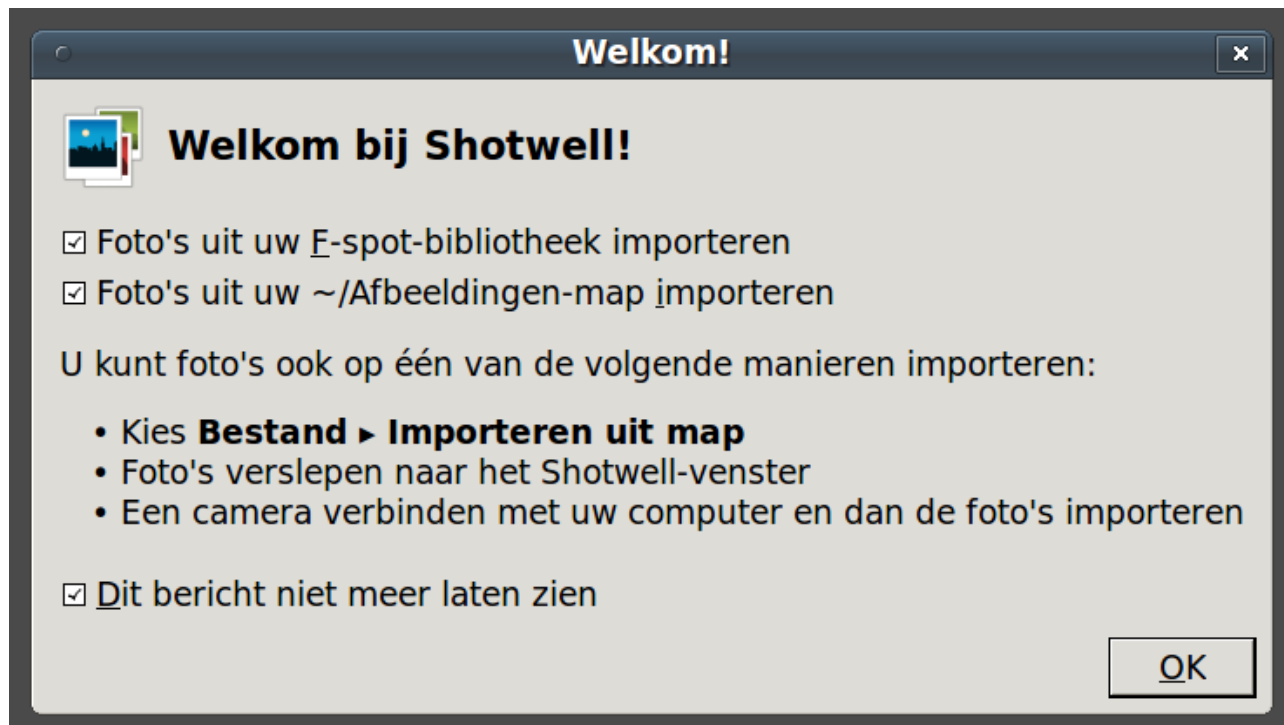 Welkom!
Welkom bij Shotwell!
Foto's uit uw F-spot-bibliotheek importeren
Foto's uit uw ~/Afbeeldingen-map importeren
U kunt foto's ook op één van de volgende manieren importeren:
• Kies Bestand ▸ Importeren uit map
• Foto's verslepen naar het Shotwell-venster
• Een camera verbinden met uw computer en dan de foto's importeren
Dit bericht niet meer laten zien
OK